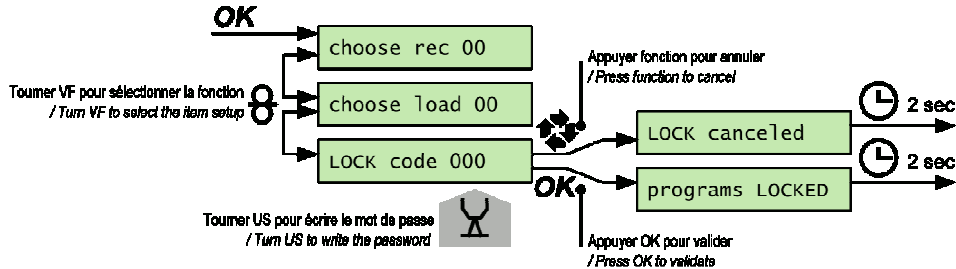 OK
choose rec 00
Appuyer fonction pour annuler
/ Press function to cancel
Tourner VF pour sélectionner la fonction
/ Turn VF to select the item setup
choose load 00
2 sec
LOCK canceled
LOCK code 000
2 sec
OK
programs LOCKED
Tourner US pour écrire le mot de passe
/ Turn US to write the password
Appuyer OK pour valider
/ Press OK to validate